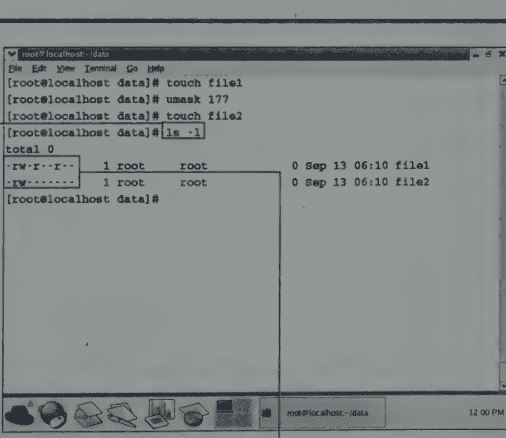 root@localhost:~/data
File Edit View Terminal Go Help
[root@localhost data]# touch file1
[root@localhost data]# umask 177
[root@localhost data]# touch file2
[root@localhost data]# ls -l
total 0
-rw-r--r-- 1 root root 0 Sep 13 06:10 file1
-rw------- 1 root root 0 Sep 13 06:10 file2
[root@localhost data]#
root@localhost:~/data
12:00 PM